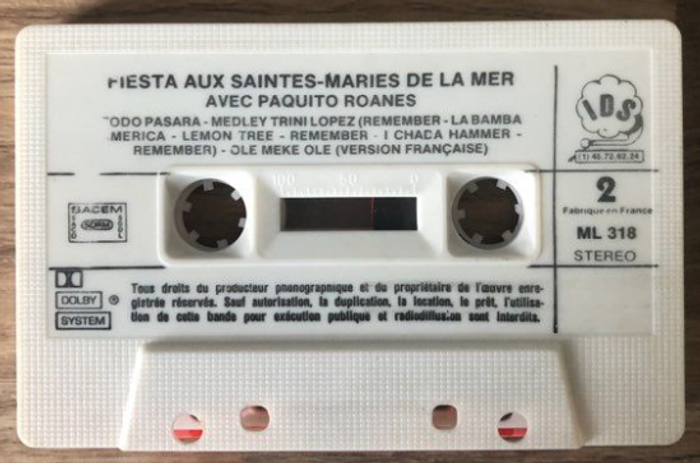 FIESTA AUX SAINTES-MARIES DE LA MER
AVEC PAQUITO ROANES
TODO PASARA - MEDLEY TRINI LOPEZ (REMEMBER - LA BAMBA
MERICA - LEMON TREE - REMEMBER - I CHADA HAMMER -
REMEMBER) - OLE MEKE OLE (VERSION FRANÇAISE)
IDS
(1) 48.72.62.24
100 50 0
2
Fabriqué en France
ML 318
STEREO
SACEM
SDRM
DOLBY ®
SYSTEM
Tous droits du producteur phonographique et du propriétaire de l'œuvre enre-
gistrée réservés. Sauf autorisation, la duplication, la location, le prêt, l'utilisa-
tion de cette bande pour exécution publique et radiodiffusion sont interdits.